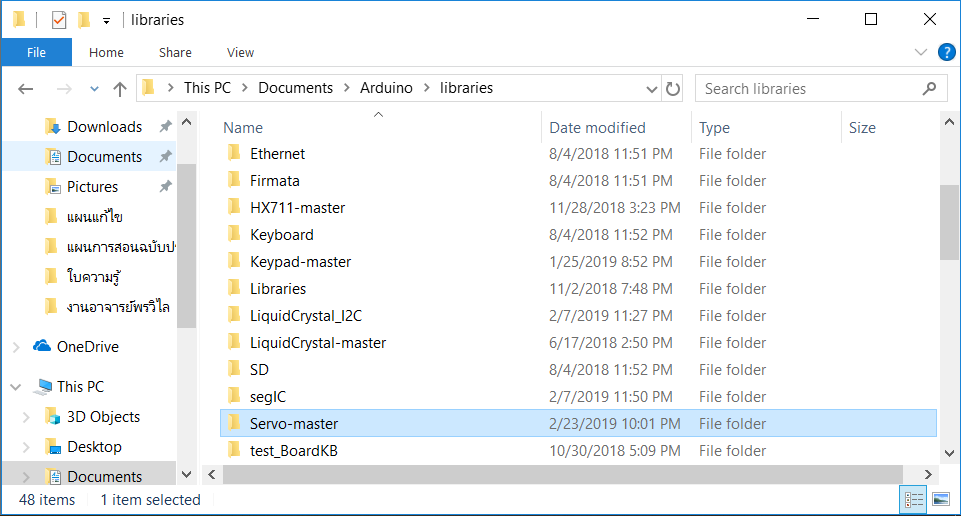 libraries
File Home Share View
This PC Documents Arduino libraries Search libraries
Name Date modified Type Size
Downloads
Documents
Pictures
แผนแก้ไข
แผนการสอนฉบับปร
ใบความรู้
งานอาจารย์พรวิไล
OneDrive
This PC
3D Objects
Desktop
Documents
Ethernet 8/4/2018 11:51 PM File folder
Firmata 8/4/2018 11:51 PM File folder
HX711-master 11/28/2018 3:23 PM File folder
Keyboard 8/4/2018 11:52 PM File folder
Keypad-master 1/25/2019 8:52 PM File folder
Libraries 11/2/2018 7:48 PM File folder
LiquidCrystal_I2C 2/7/2019 11:27 PM File folder
LiquidCrystal-master 6/17/2018 2:50 PM File folder
SD 8/4/2018 11:52 PM File folder
segIC 2/7/2019 11:50 PM File folder
Servo-master 2/23/2019 10:01 PM File folder
test_BoardKB 10/30/2018 5:09 PM File folder
48 items 1 item selected